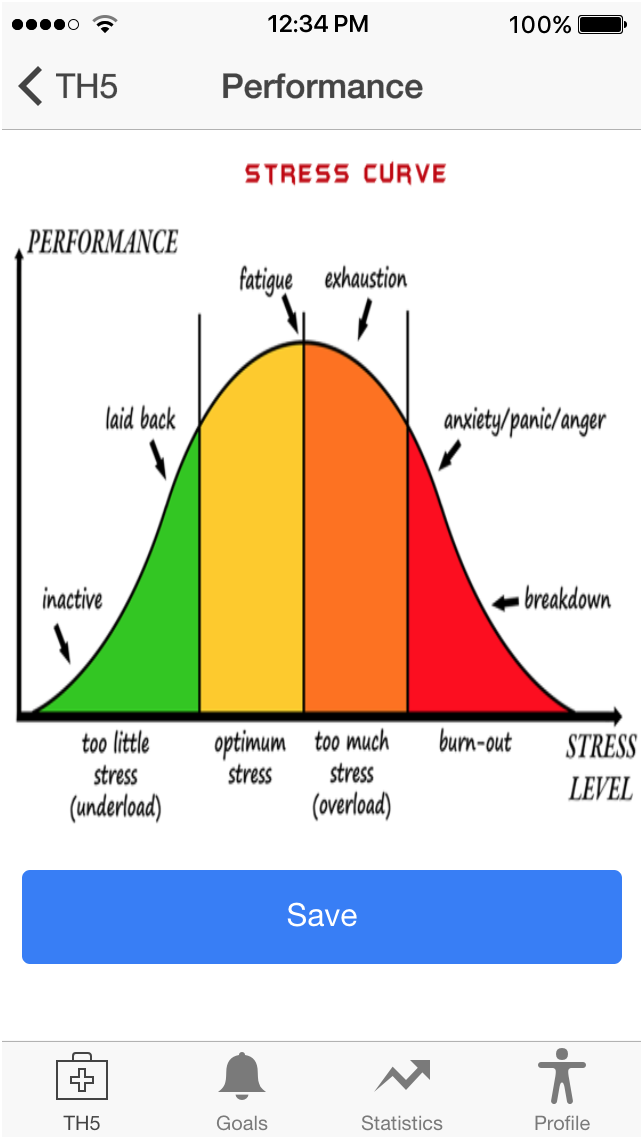 12:34 PM 100%
TH5 Performance
STRESS CURVE
PERFORMANCE
fatigue exhaustion
laid back anxiety/panic/anger
inactive breakdown
too little optimum too much burn-out STRESS
stress stress stress LEVEL
(underload) (overload)
Save
TH5 Goals Statistics Profile